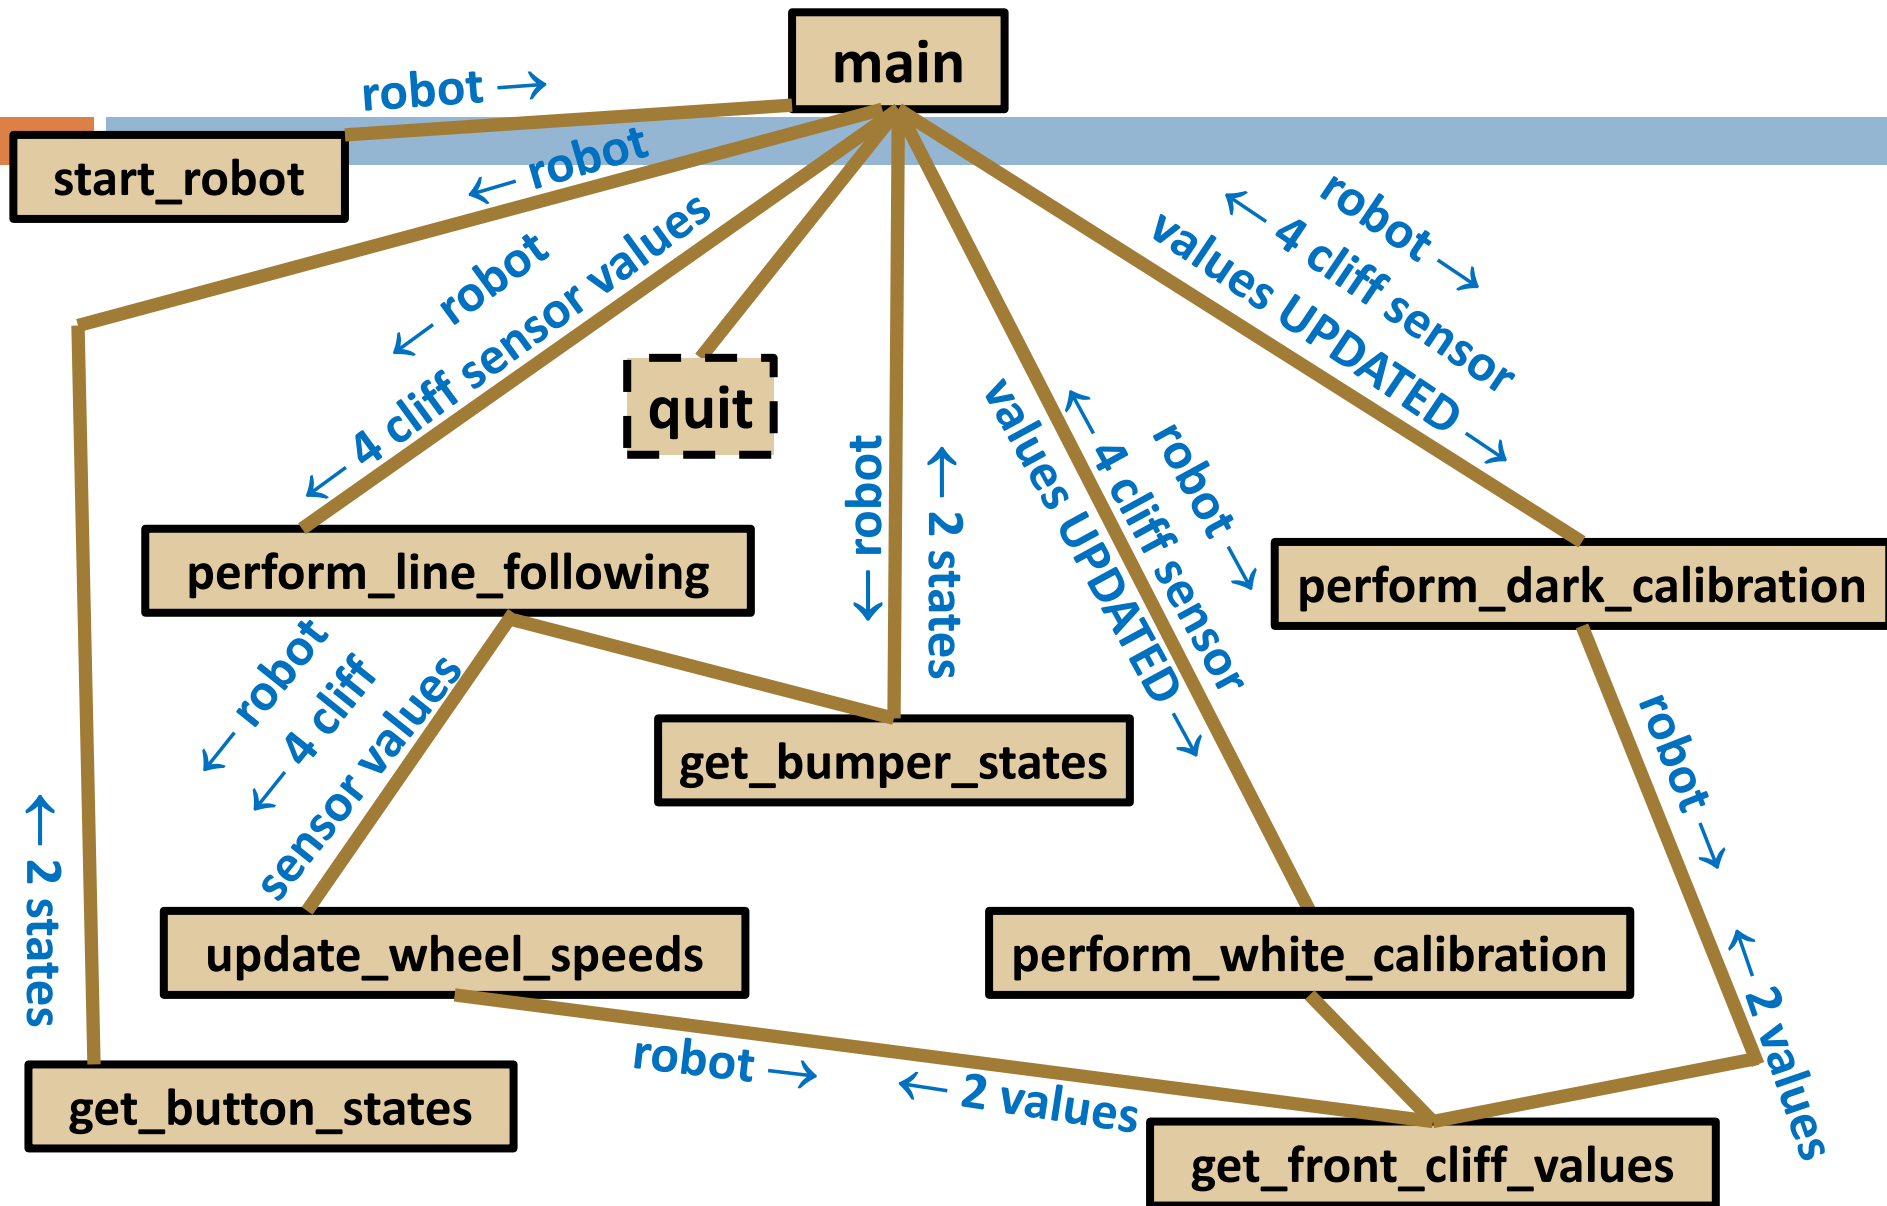 main
robot →
start_robot
← robot
← robot
← 4 cliff sensor values
quit
← robot
← 2 states
robot →
← 4 cliff sensor
values UPDATED →
robot →
← 4 cliff sensor
values UPDATED →
perform_line_following
perform_dark_calibration
← robot
← 4 cliff
sensor values
get_bumper_states
robot →
← 2 states
update_wheel_speeds
perform_white_calibration
← 2 values
robot →
← 2 values
get_button_states
get_front_cliff_values